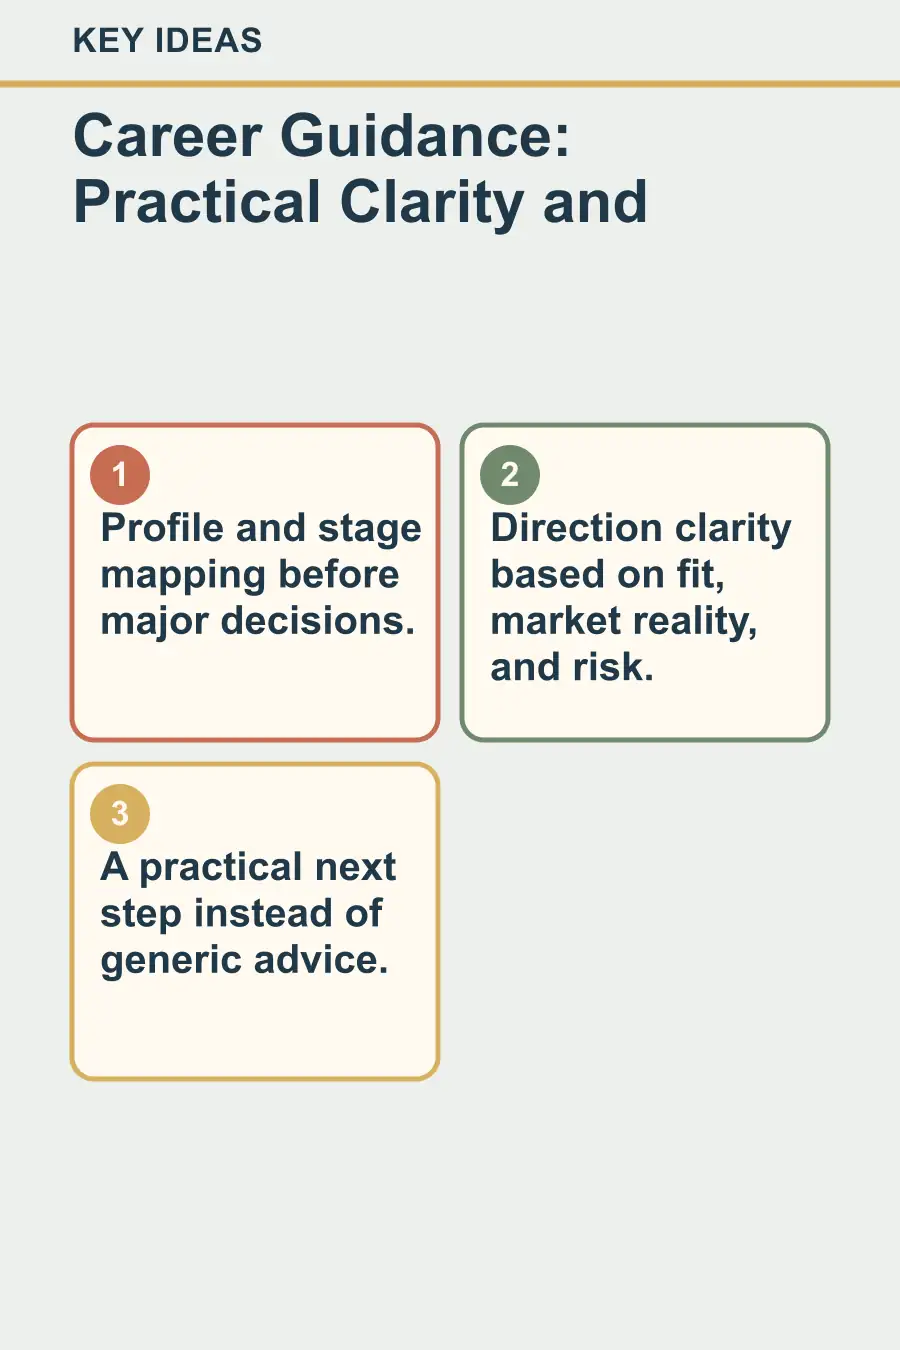 KEY IDEAS
Career Guidance:
Practical Clarity and
1
Profile and stage
mapping before
major decisions.
2
Direction clarity
based on fit,
market reality,
and risk.
3
A practical next
step instead of
generic advice.